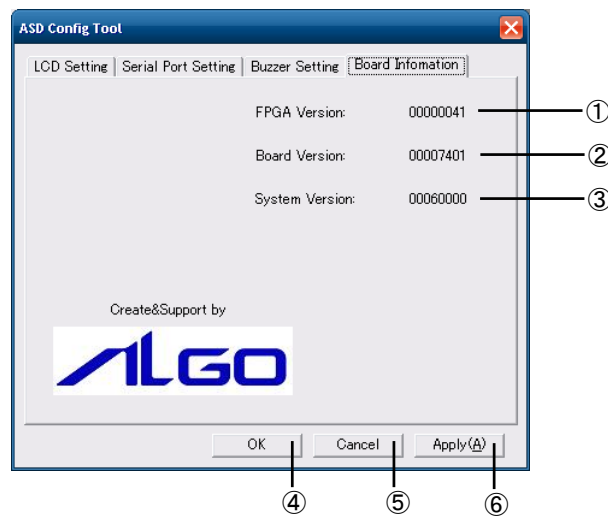 ASD Config Tool
LCD Setting Serial Port Setting Buzzer Setting Board Infomation
FPGA Version: 00000041 ①
Board Version: 00007401 ②
System Version: 00060000 ③
Create&Support by
ALGO
OK Cancel Apply(A)
④ ⑤ ⑥